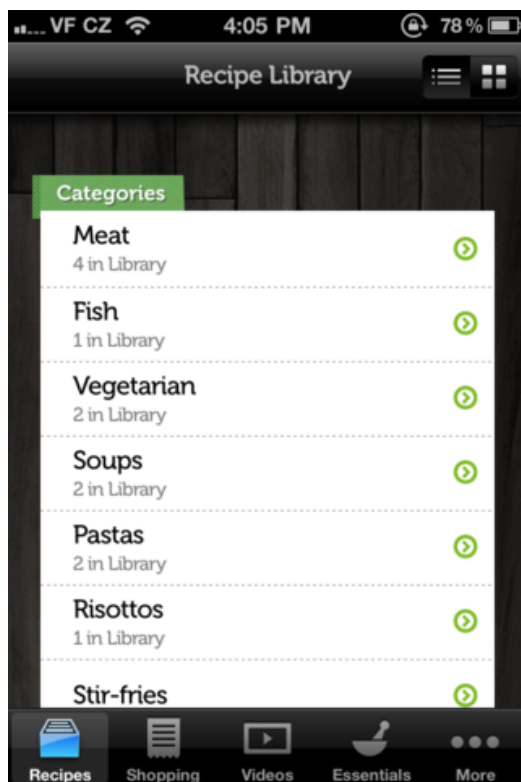 VF CZ 4:05 PM 78%
Recipe Library
Categories
Meat
4 in Library
Fish
1 in Library
Vegetarian
2 in Library
Soups
2 in Library
Pastas
2 in Library
Risottos
1 in Library
Stir-fries
Recipes Shopping Videos Essentials More